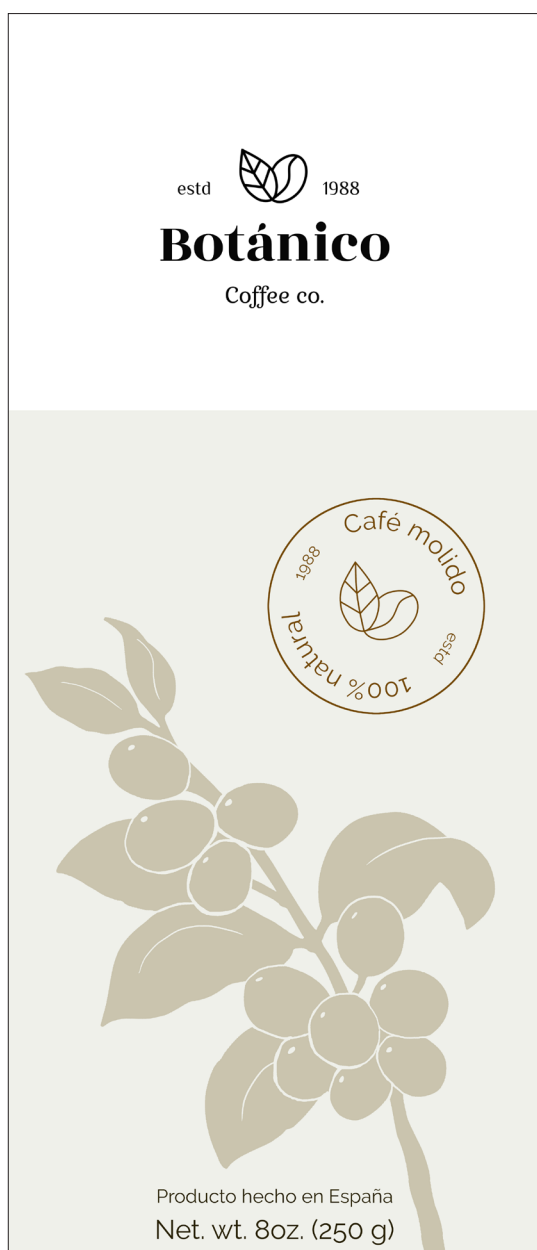 estd 1988
Botánico
Coffee co.
Café molido
1988
estd
100% natural
Producto hecho en España
Net. wt. 8oz. (250 g)